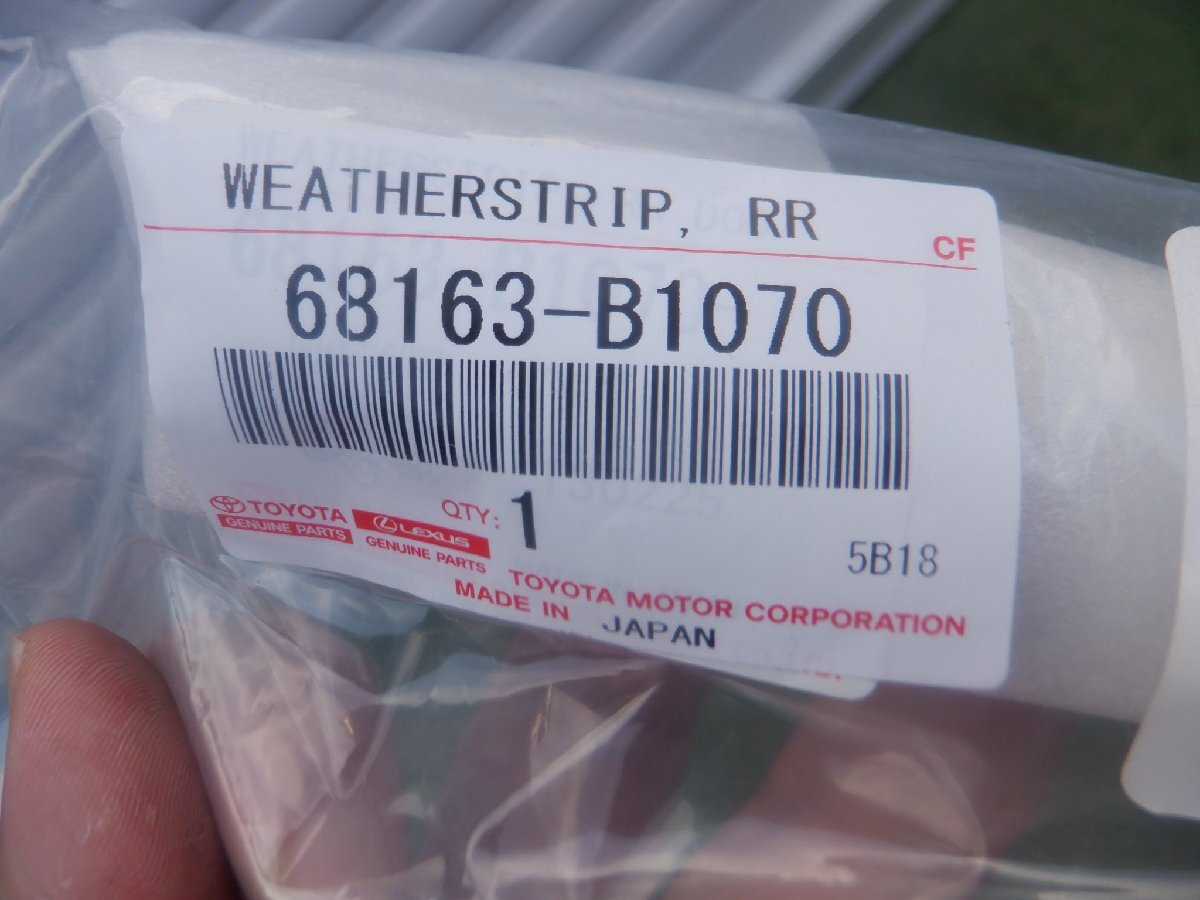 WEATHERSTRIP, RR
CF
68163-B1070
TOYOTA
GENUINE PARTS
LEXUS
GENUINE PARTS
QTY: 1
5B18
TOYOTA MOTOR CORPORATION
MADE IN JAPAN